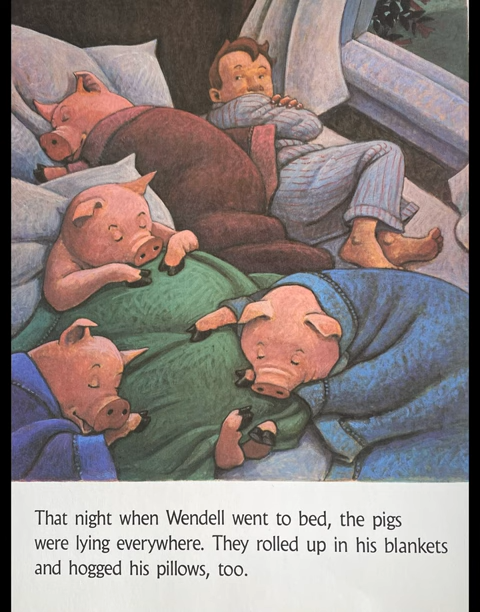 That night when Wendell went to bed, the pigs
were lying everywhere. They rolled up in his blankets
and hogged his pillows, too.